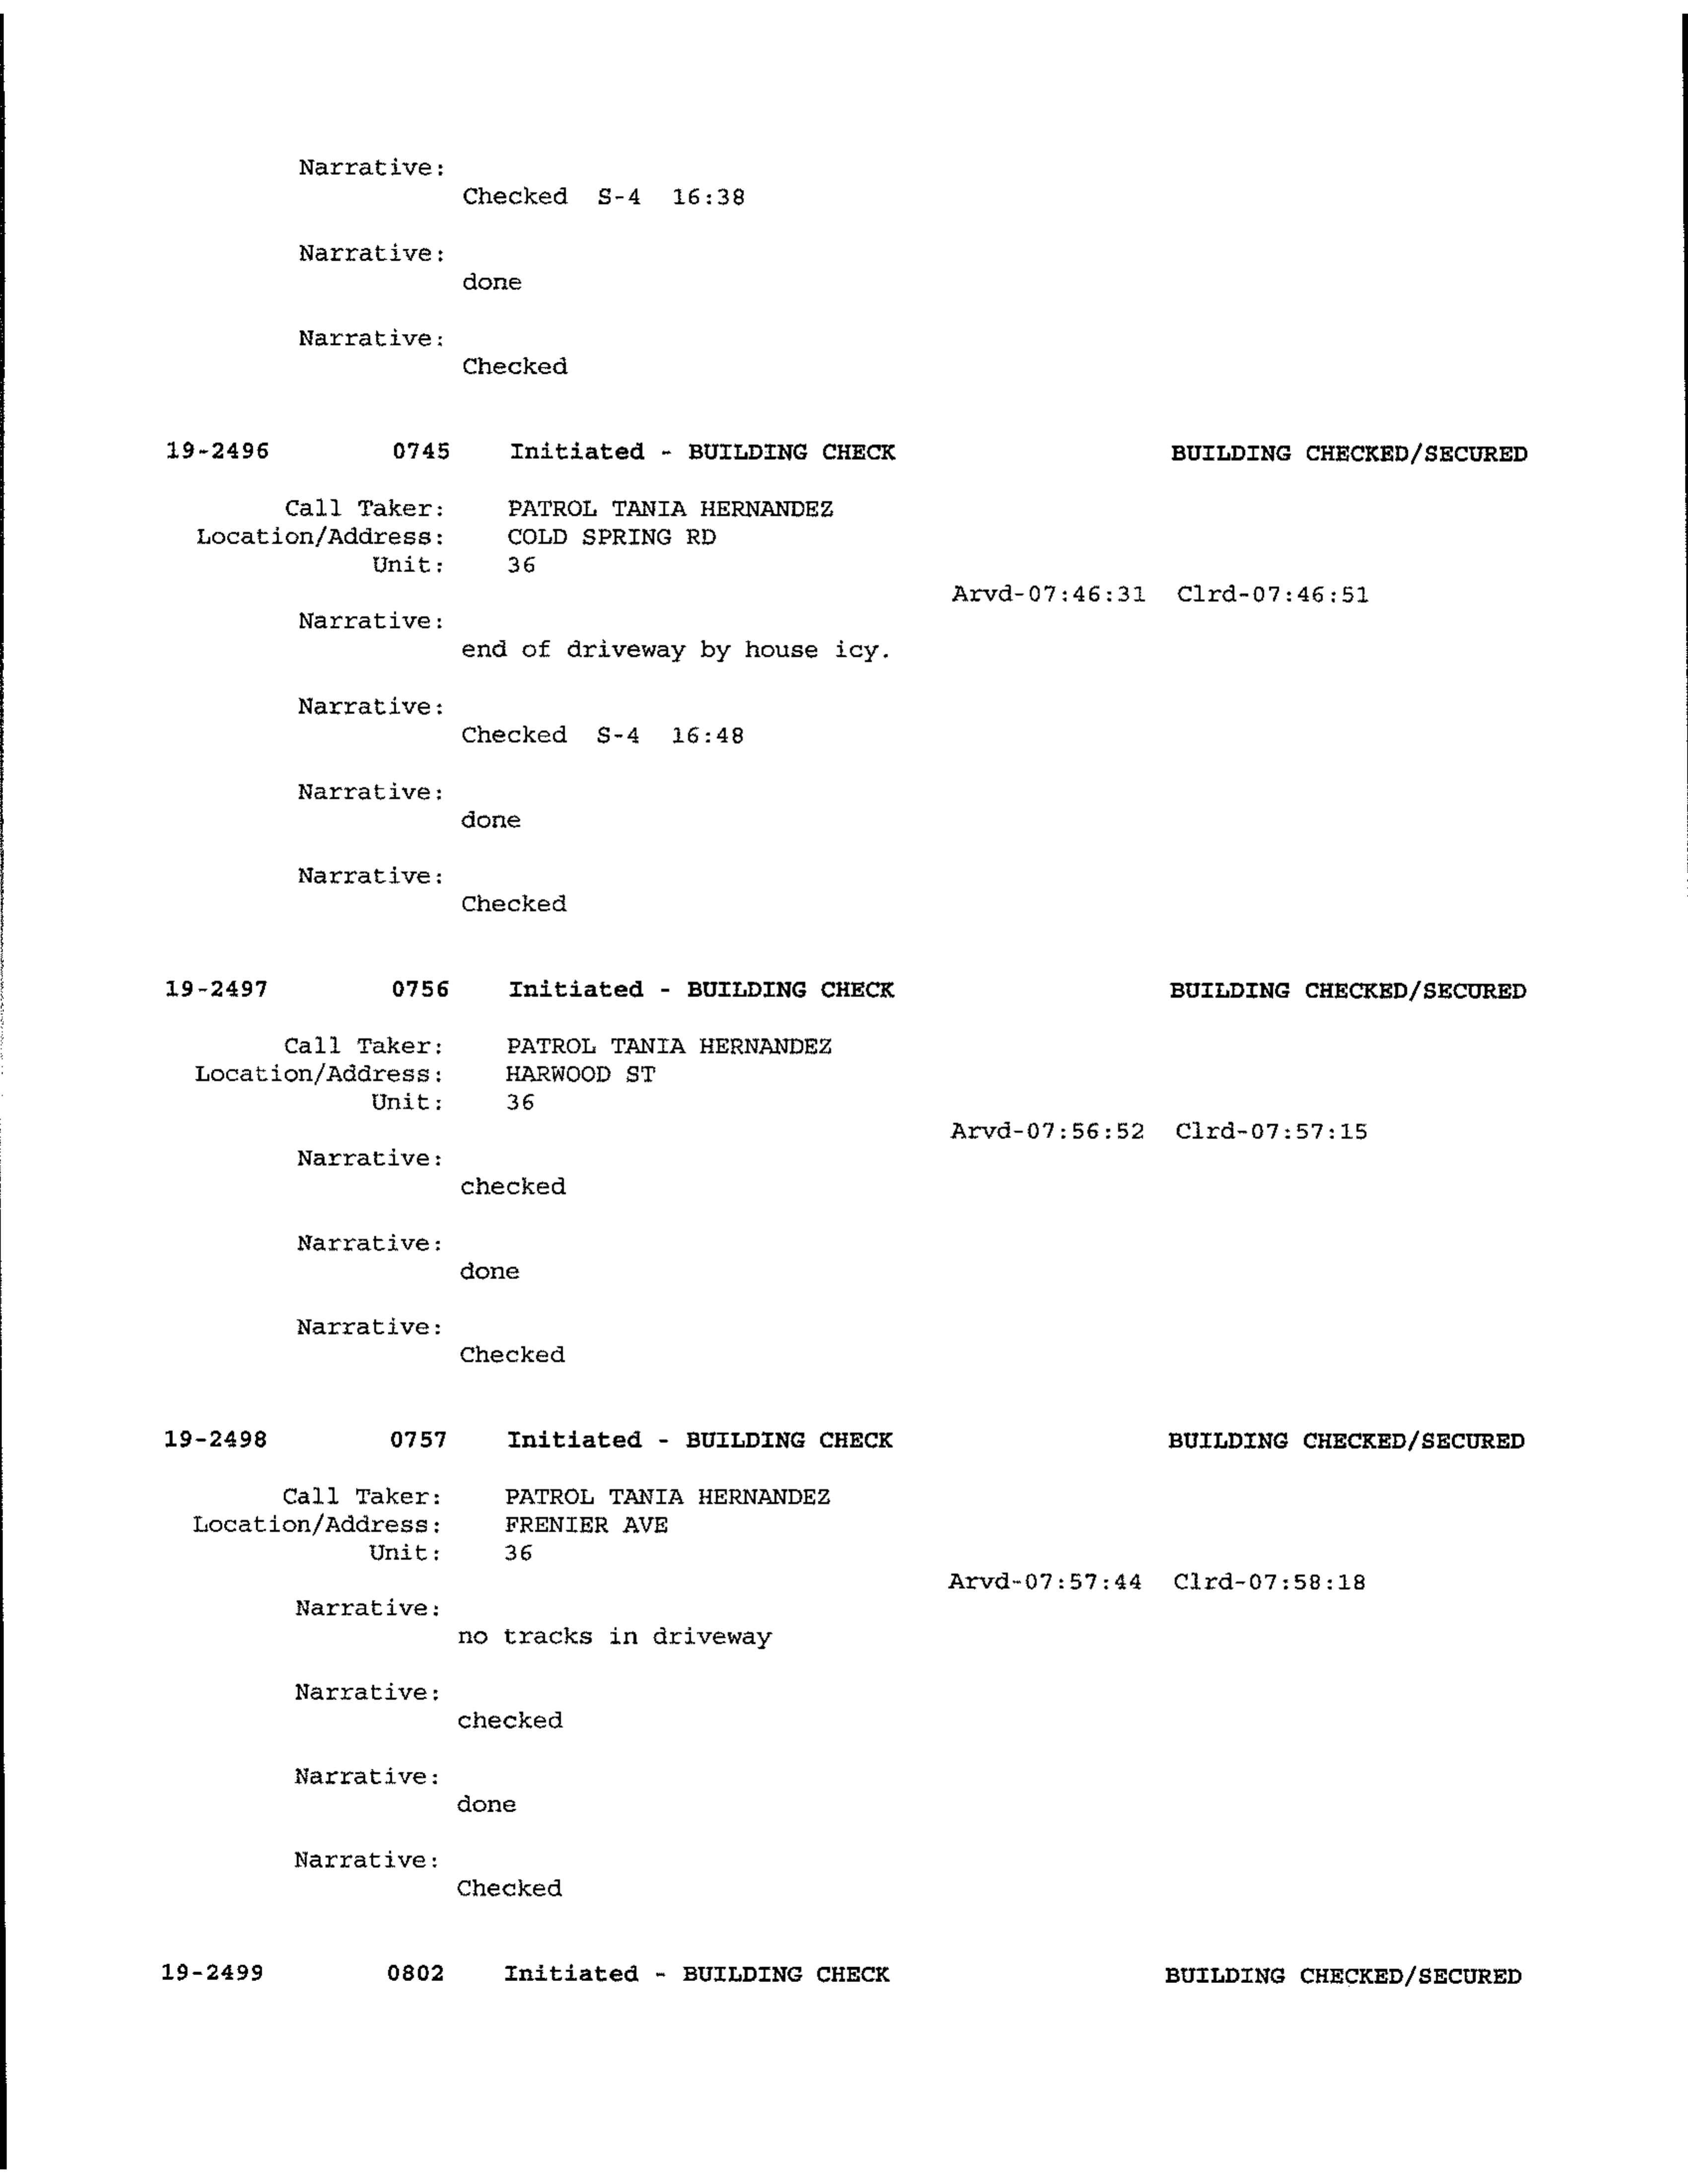 Narrative:
Checked S-4 16:38
Narrative:
done
Narrative:
Checked
19-2496 0745 Initiated - BUILDING CHECK BUILDING CHECKED/SECURED
Call Taker: PATROL TANIA HERNANDEZ
Location/Address: COLD SPRING RD
Unit: 36
Arvd-07:46:31 Clrd-07:46:51
Narrative:
end of driveway by house icy.
Narrative:
Checked S-4 16:48
Narrative:
done
Narrative:
Checked
19-2497 0756 Initiated - BUILDING CHECK BUILDING CHECKED/SECURED
Call Taker: PATROL TANIA HERNANDEZ
Location/Address: HARWOOD ST
Unit: 36
Arvd-07:56:52 Clrd-07:57:15
Narrative:
checked
Narrative:
done
Narrative:
Checked
19-2498 0757 Initiated - BUILDING CHECK BUILDING CHECKED/SECURED
Call Taker: PATROL TANIA HERNANDEZ
Location/Address: FRENIER AVE
Unit: 36
Arvd-07:57:44 Clrd-07:58:18
Narrative:
no tracks in driveway
Narrative:
checked
Narrative:
done
Narrative:
Checked
19-2499 0802 Initiated - BUILDING CHECK BUILDING CHECKED/SECURED